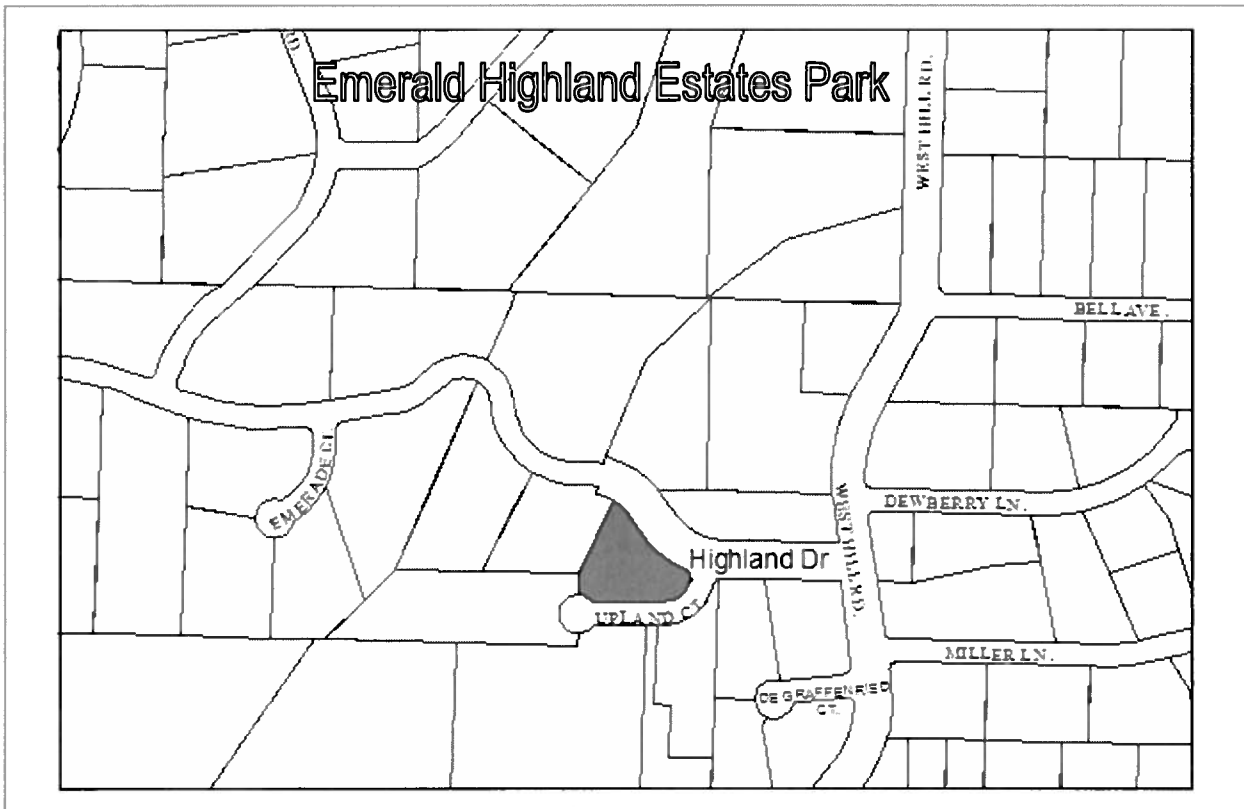 RD
Emerald Highland Estates Park
WEST HILL RD.
BELL AVE.
EMERADE CT.
DEWBERRY LN.
WEST HILL RD.
Highland Dr
UPLAND CT.
MILLER LN.
DE GRAFFENRIED
CT.